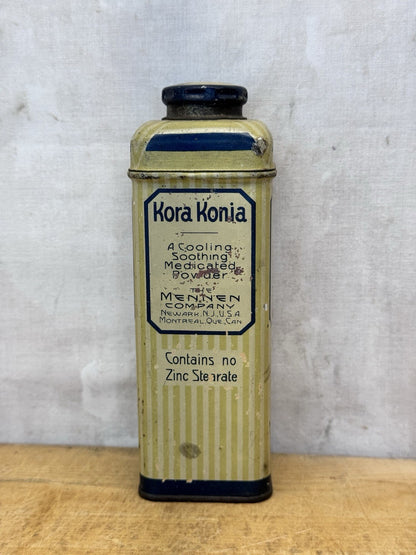 Kora Konia
A Cooling
Soothing
Medicated
Powder
THE
MENNEN
COMPANY
NEWARK, N.J., U.S.A.
MONTREAL, QUE., CAN.
Contains no
Zinc Stearate